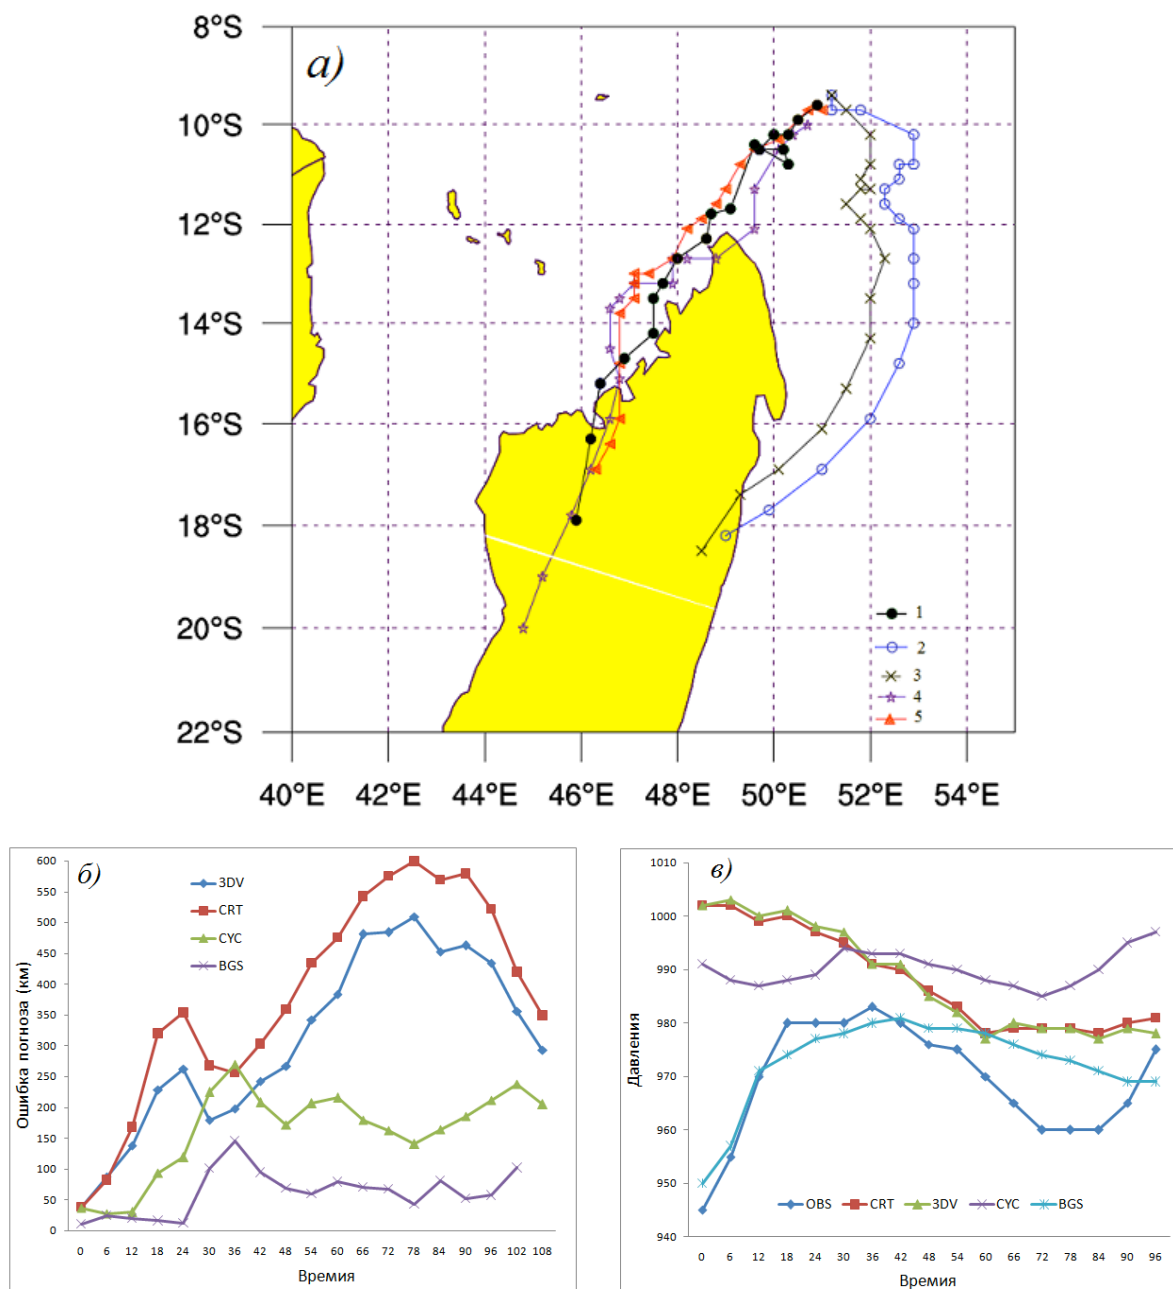 а)
8°S
10°S
12°S
14°S
16°S
18°S
20°S
22°S
40°E 42°E 44°E 46°E 48°E 50°E 52°E 54°E
1
2
3
4
5
б)
Ошибка погноза (км)
600
550
500
450
400
350
300
250
200
150
100
50
0
3DV
CRT
CYC
BGS
0 6 12 18 24 30 36 42 48 54 60 66 72 78 84 90 96 102 108
Времия
в)
Давления
1010
1000
990
980
970
960
950
940
OBS CRT 3DV CYC BGS
0 6 12 18 24 30 36 42 48 54 60 66 72 78 84 90 96
Времия